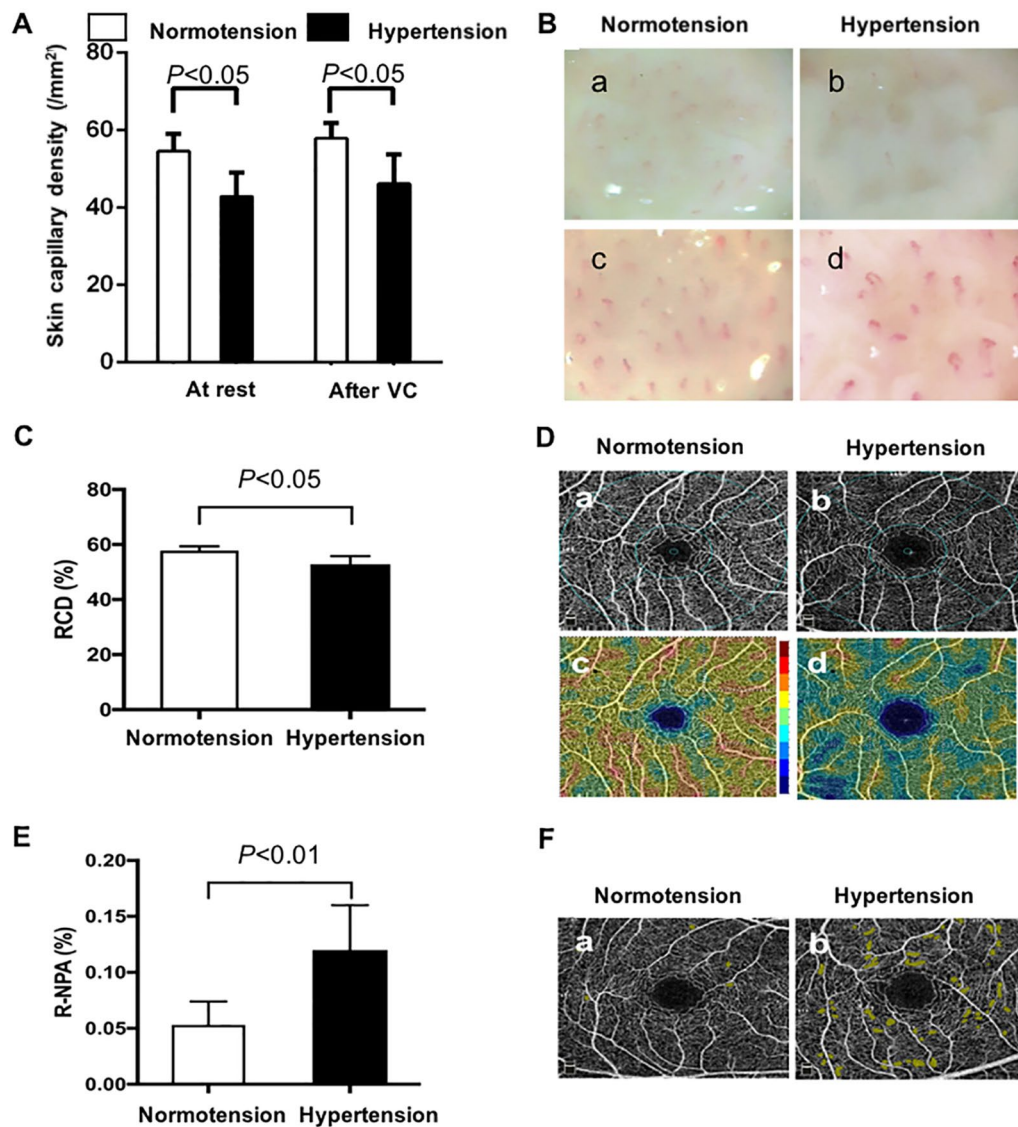 A
Normotension
Hypertension
Skin capillary density (/mm²)
80
60
40
20
0
P<0.05
P<0.05
At rest
After VC
B
Normotension
Hypertension
a
b
c
d
C
RCD (%)
80
60
40
20
0
P<0.05
Normotension
Hypertension
D
Normotension
Hypertension
a
b
c
d
E
R-NPA (%)
0.20
0.15
0.10
0.05
0.00
P<0.01
Normotension
Hypertension
F
Normotension
Hypertension
a
b